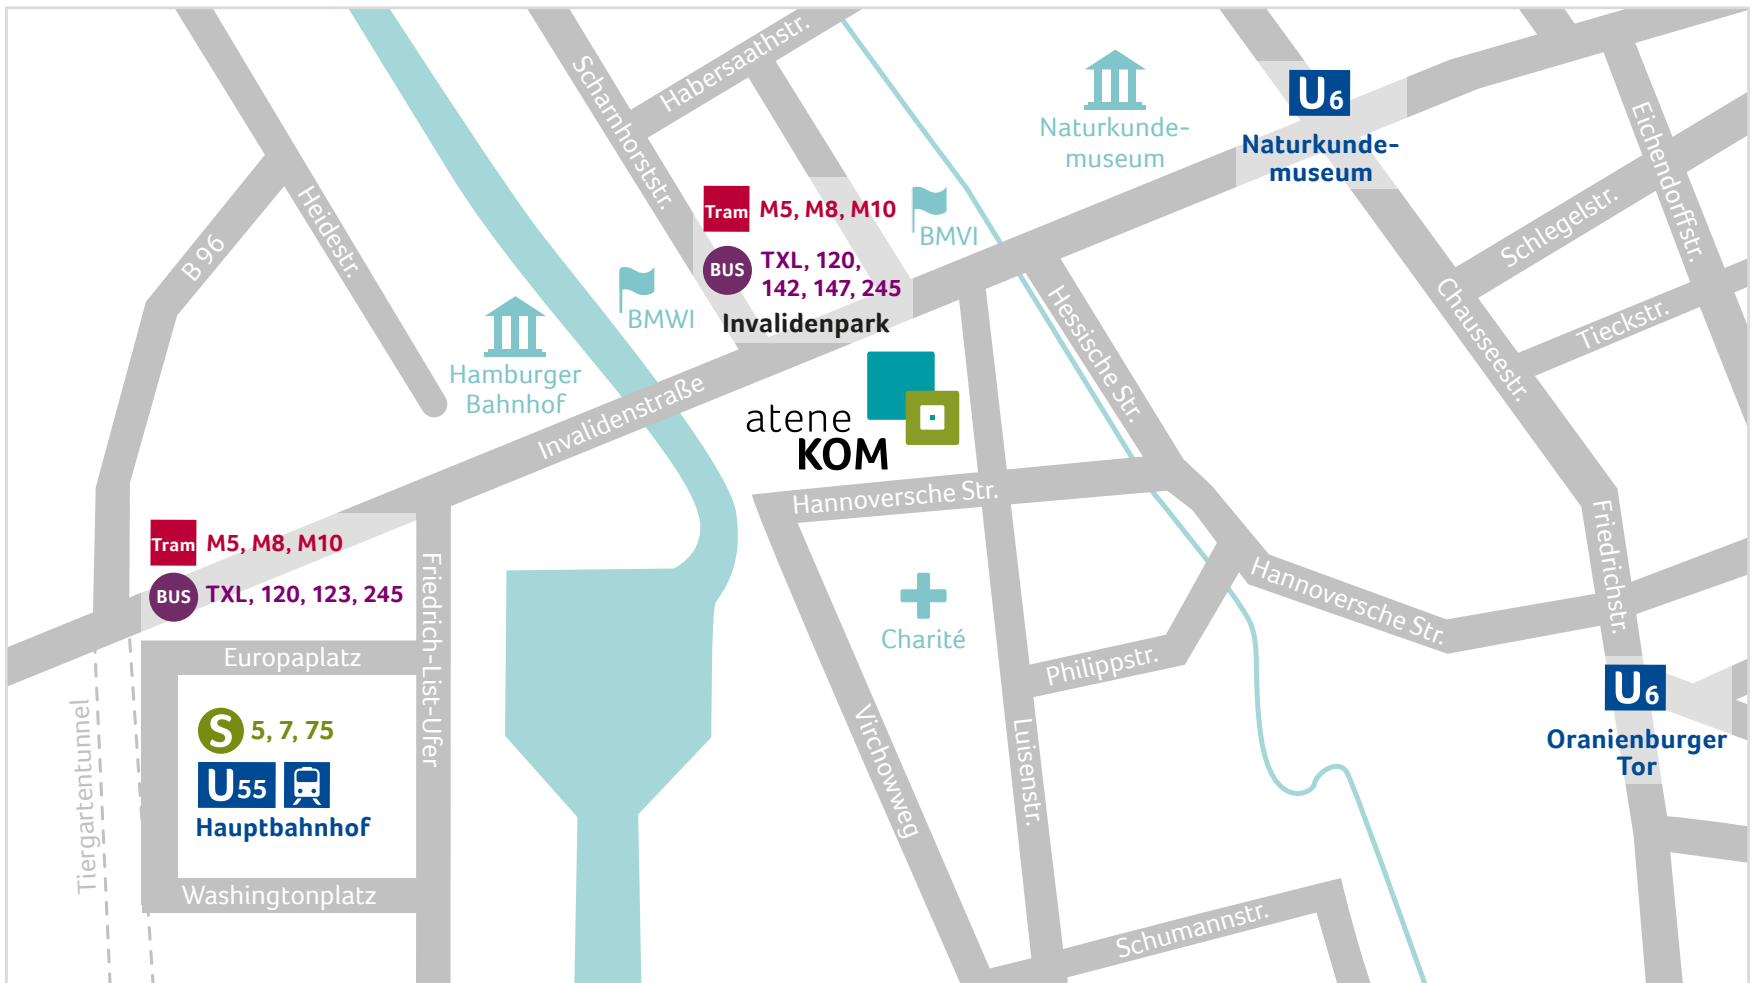 Habersaathstr.
Scharnhorststr.
Naturkunde-
museum
U6
Naturkunde-
museum
Eichendorffstr.
Schlegelstr.
Tieckstr.
Chausseestr.
B 96
Heidestr.
Tram M5, M8, M10
BUS TXL, 120,
142, 147, 245
Invalidenpark
BMVI
BMWI
Hamburger
Bahnhof
Invalidenstraße
atene
KOM
Hessische Str.
Hannoversche Str.
Hannoversche Str.
Friedrichstr.
Tram M5, M8, M10
BUS TXL, 120, 123, 245
Europaplatz
Friedrich-List-Ufer
Charité
Philippstr.
U6
Oranienburger
Tor
Tiergartentunnel
S 5, 7, 75
U55
Hauptbahnhof
Washingtonplatz
Virchowweg
Luisenstr.
Schumannstr.